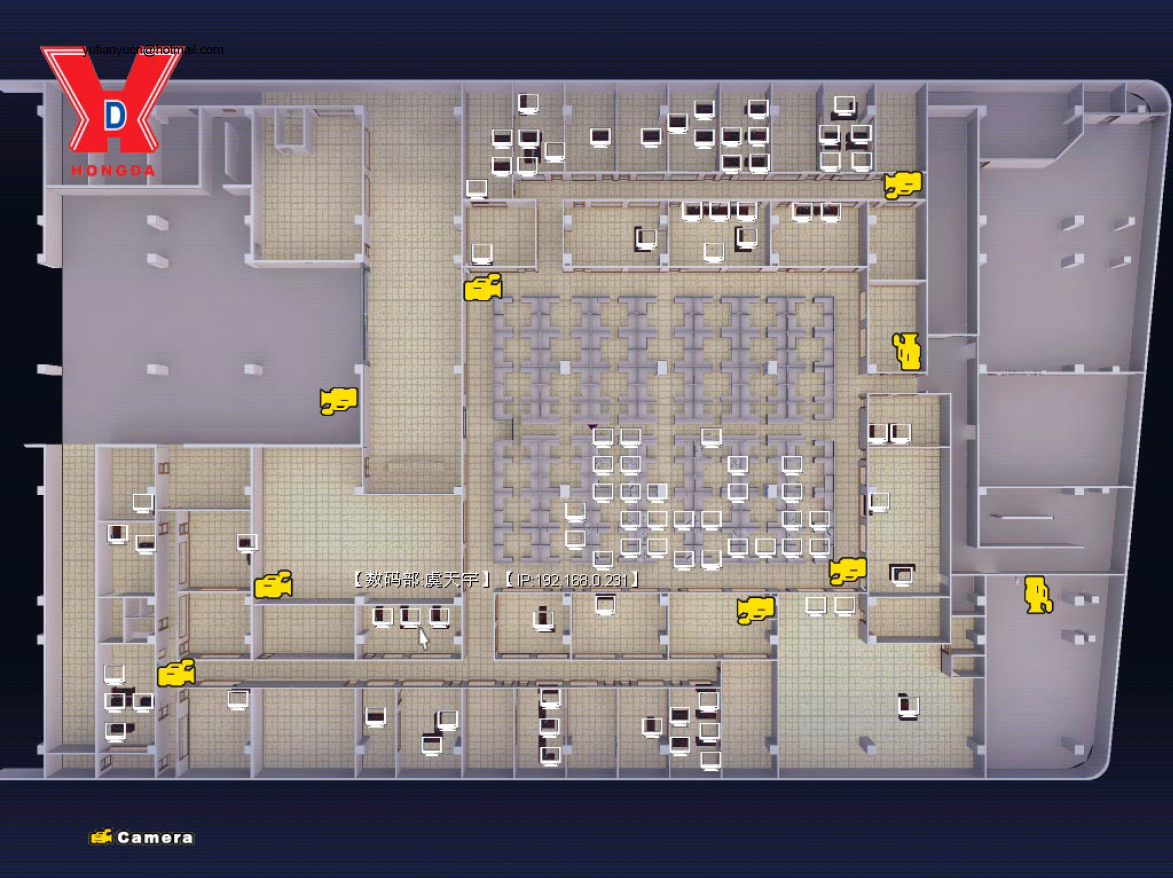 yutianyucn@hotmail.com
D
HONGDA
【数码部:虞天宇】【IP:192.168.0.231】
Camera